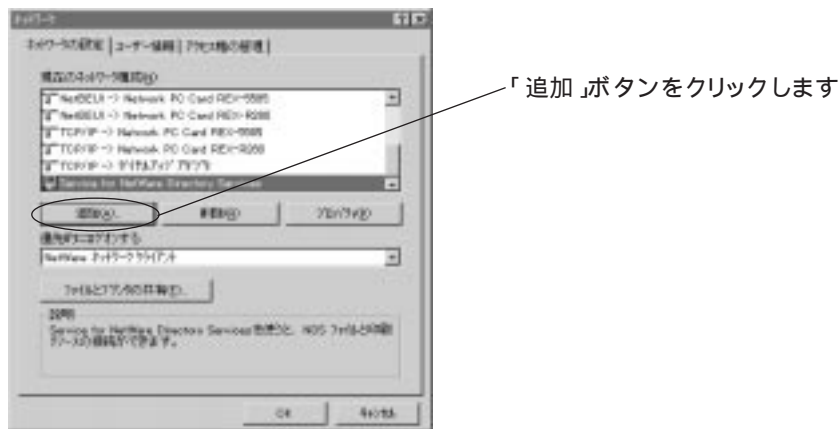 ネットワーク
ネットワークの設定 ユーザー情報 アクセス権の管理
現在のネットワーク構成(N)
NetBEUI -> Network PC Card REX-5585
NetBEUI -> Network PC Card REX-R280
TCP/IP -> Network PC Card REX-5585
TCP/IP -> Network PC Card REX-R280
TCP/IP -> ダイヤルアップ アダプタ
Service for NetWare Directory Services
「追加」ボタンをクリックします
追加(A)... 削除(R) プロパティ(P)
優先的にログオンする
NetWare ネットワーク クライアント
ファイルとプリンタの共有(F)...
説明
Service for NetWare Directory Services を使うと、NDS ファイルと印刷
リソースの接続ができます。
OK キャンセル